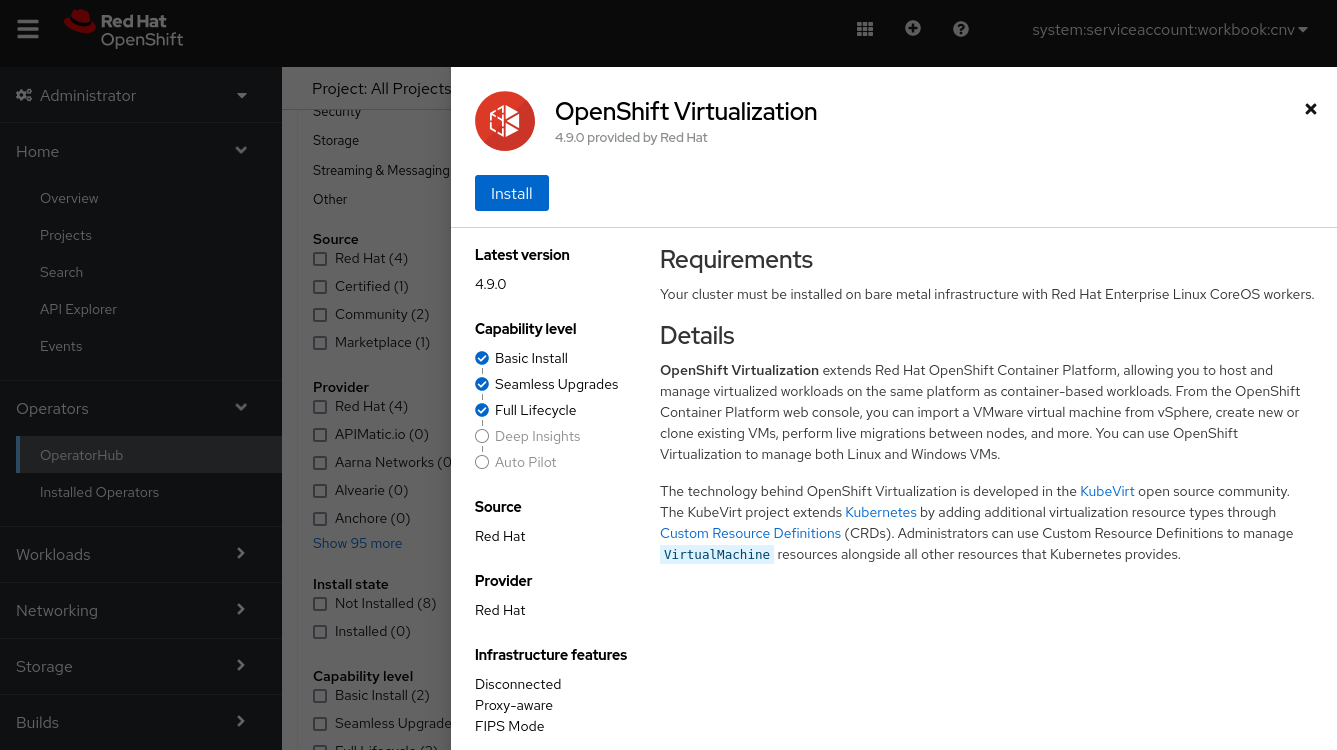 Red Hat
OpenShift
system:serviceaccount:workbook:cnv
Administrator
Home
Overview
Projects
Search
API Explorer
Events
Operators
OperatorHub
Installed Operators
Workloads
Networking
Storage
Builds
Project: All Projects
Security
Storage
Streaming & Messaging
Other
Source
Red Hat (4)
Certified (1)
Community (2)
Marketplace (1)
Provider
Red Hat (4)
APIMatic.io (0)
Aarna Networks (0
Alvearie (0)
Anchore (0)
Show 95 more
Install state
Not Installed (8)
Installed (0)
Capability level
Basic Install (2)
Seamless Upgrade
OpenShift Virtualization
4.9.0 provided by Red Hat
Install
Latest version
4.9.0
Capability level
Basic Install
Seamless Upgrades
Full Lifecycle
Deep Insights
Auto Pilot
Source
Red Hat
Provider
Red Hat
Infrastructure features
Disconnected
Proxy-aware
FIPS Mode
Requirements
Your cluster must be installed on bare metal infrastructure with Red Hat Enterprise Linux CoreOS workers.
Details
OpenShift Virtualization extends Red Hat OpenShift Container Platform, allowing you to host and
manage virtualized workloads on the same platform as container-based workloads. From the OpenShift
Container Platform web console, you can import a VMware virtual machine from vSphere, create new or
clone existing VMs, perform live migrations between nodes, and more. You can use OpenShift
Virtualization to manage both Linux and Windows VMs.
The technology behind OpenShift Virtualization is developed in the KubeVirt open source community.
The KubeVirt project extends Kubernetes by adding additional virtualization resource types through
Custom Resource Definitions (CRDs). Administrators can use Custom Resource Definitions to manage
VirtualMachine resources alongside all other resources that Kubernetes provides.